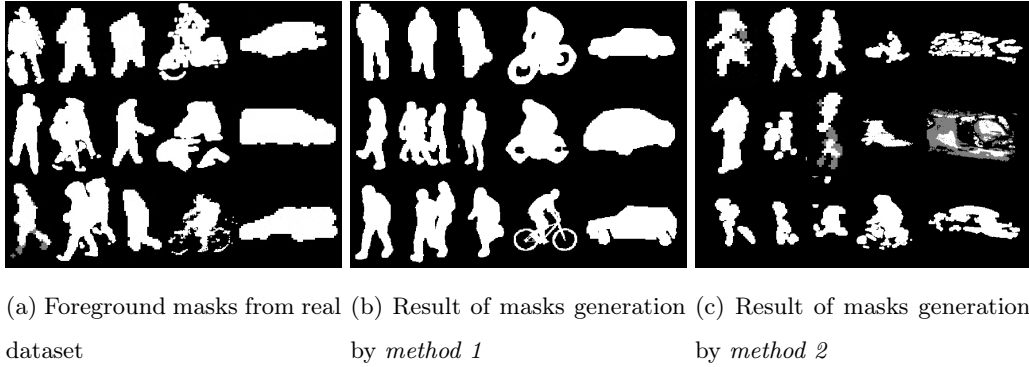 (a) Foreground masks from real dataset
(b) Result of masks generation by method 1
(c) Result of masks generation by method 2